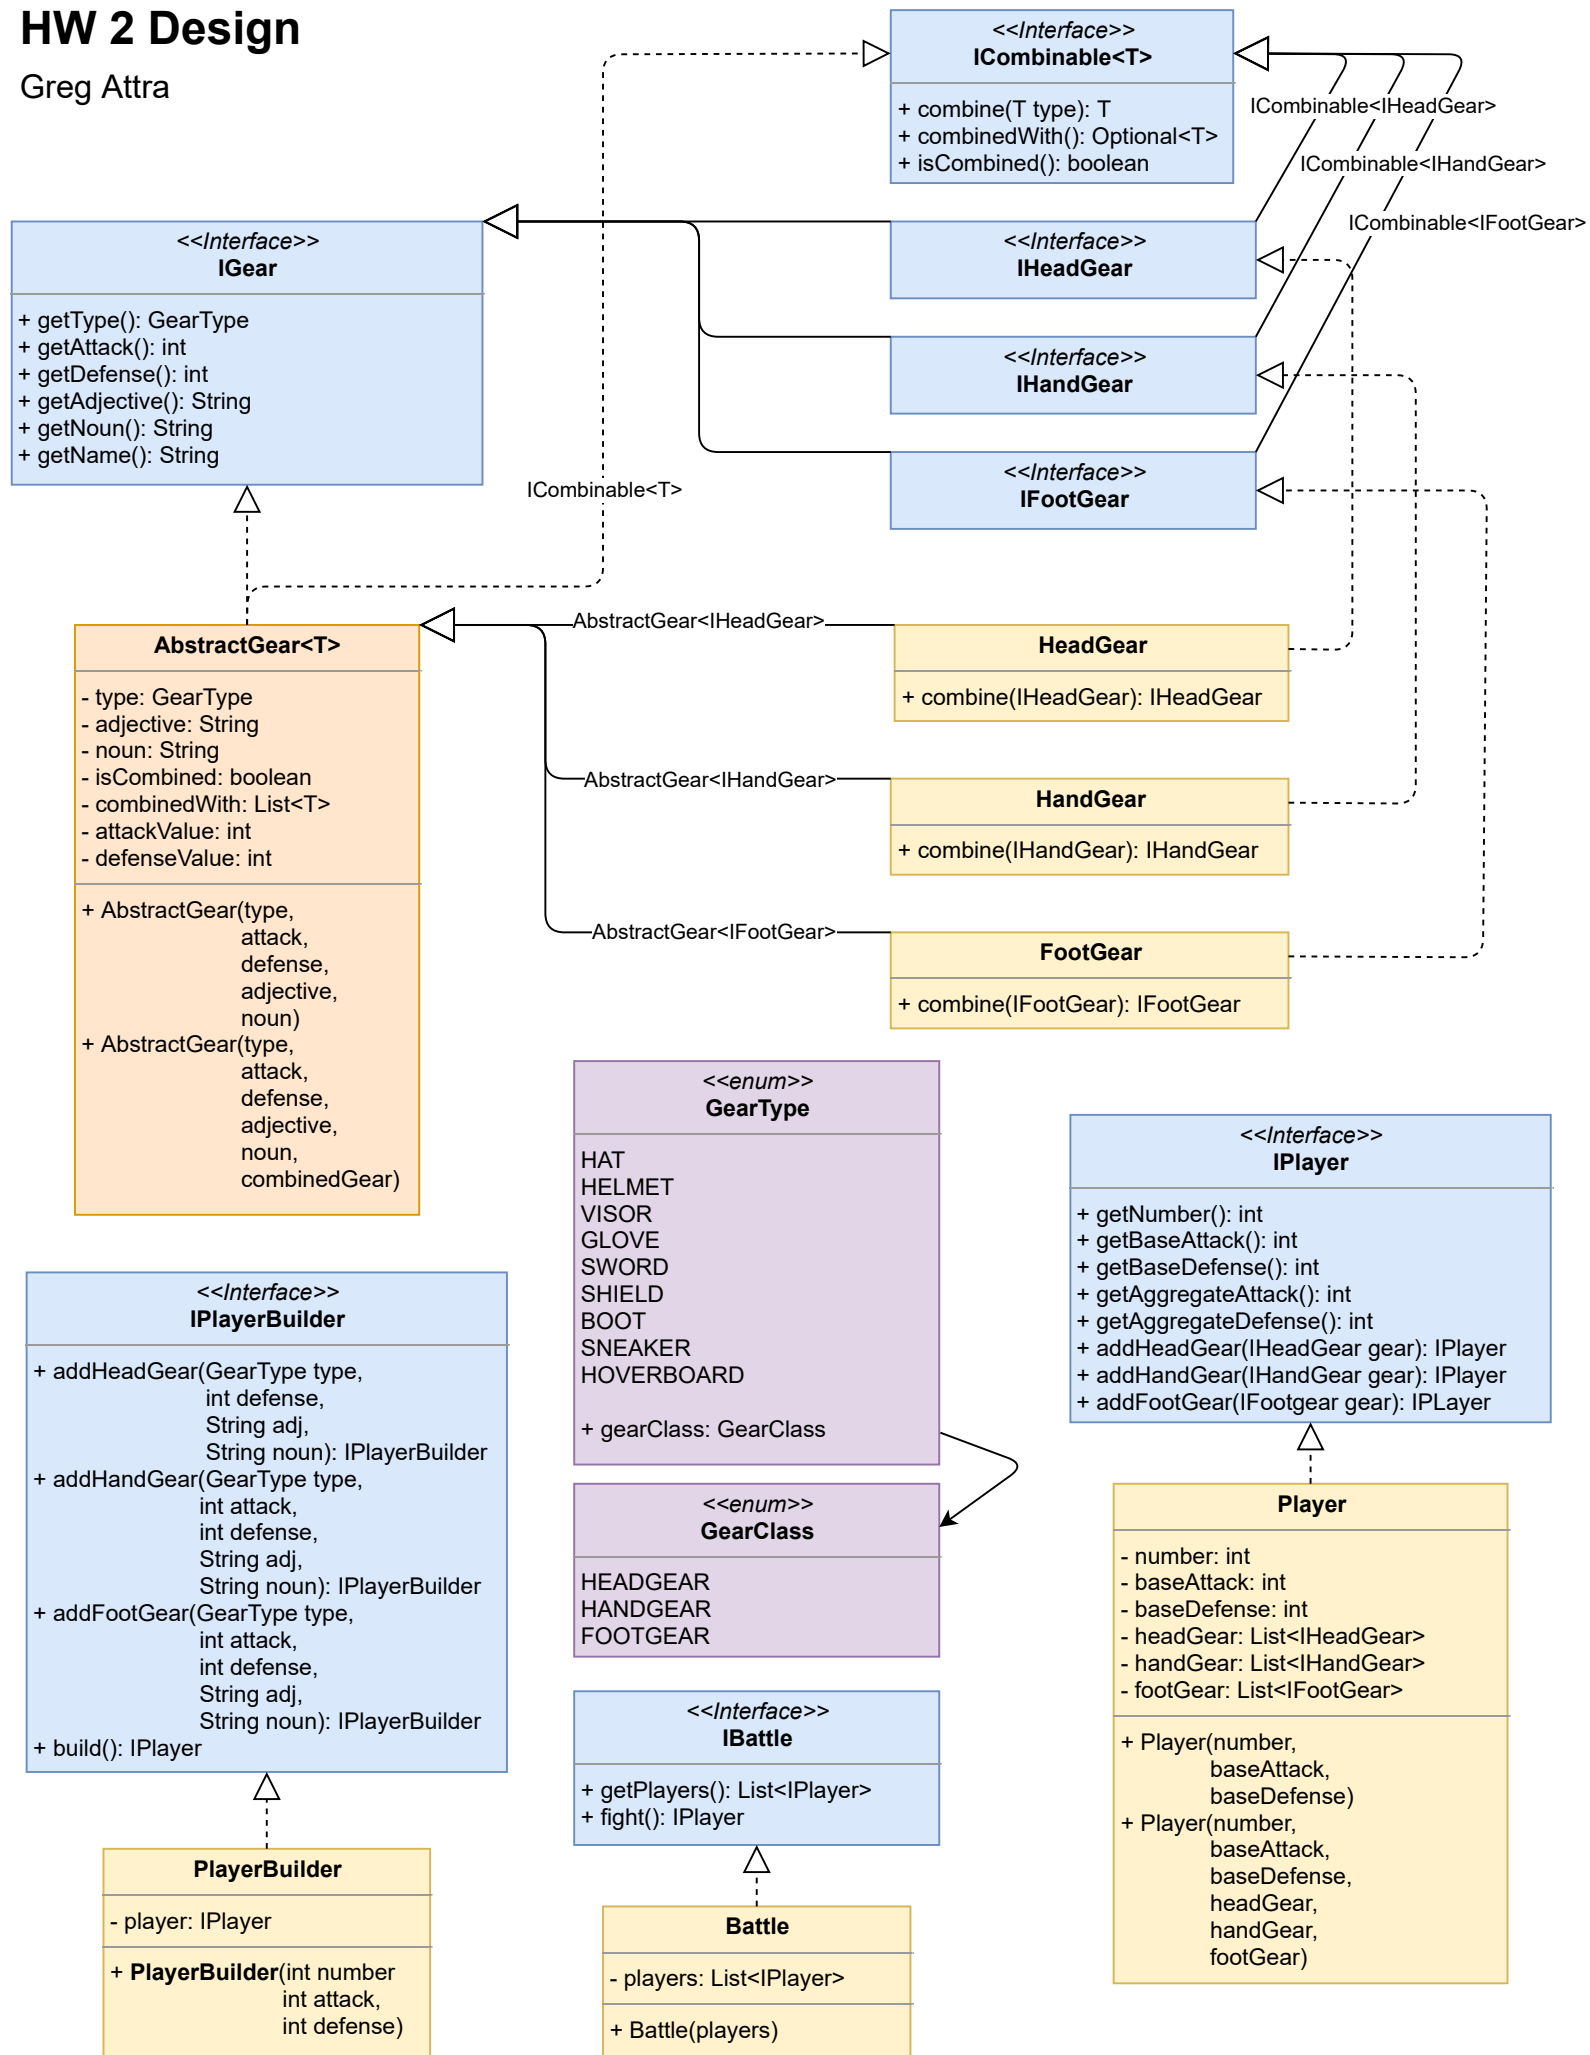 HW 2 Design
Greg Attra
<<Interface>>
ICombinable<T>
+ combine(T type): T
+ combinedWith(): Optional<T>
+ isCombined(): boolean
ICombinable<IHeadGear>
ICombinable<IHandGear>
ICombinable<IFootGear>
<<Interface>>
IGear
+ getType(): GearType
+ getAttack(): int
+ getDefense(): int
+ getAdjective(): String
+ getNoun(): String
+ getName(): String
<<Interface>>
IHeadGear
<<Interface>>
IHandGear
<<Interface>>
IFootGear
ICombinable<T>
AbstractGear<T>
- type: GearType
- adjective: String
- noun: String
- isCombined: boolean
- combinedWith: List<T>
- attackValue: int
- defenseValue: int
+ AbstractGear(type,
attack,
defense,
adjective,
noun)
+ AbstractGear(type,
attack,
defense,
adjective,
noun,
combinedGear)
AbstractGear<IHeadGear>
HeadGear
+ combine(IHeadGear): IHeadGear
AbstractGear<IHandGear>
HandGear
+ combine(IHandGear): IHandGear
AbstractGear<IFootGear>
FootGear
+ combine(IFootGear): IFootGear
<<enum>>
GearType
HAT
HELMET
VISOR
GLOVE
SWORD
SHIELD
BOOT
SNEAKER
HOVERBOARD
+ gearClass: GearClass
<<enum>>
GearClass
HEADGEAR
HANDGEAR
FOOTGEAR
<<Interface>>
IPlayer
+ getNumber(): int
+ getBaseAttack(): int
+ getBaseDefense(): int
+ getAggregateAttack(): int
+ getAggregateDefense(): int
+ addHeadGear(IHeadGear gear): IPlayer
+ addHandGear(IHandGear gear): IPlayer
+ addFootGear(IFootgear gear): IPLayer
Player
- number: int
- baseAttack: int
- baseDefense: int
- headGear: List<IHeadGear>
- handGear: List<IHandGear>
- footGear: List<IFootGear>
+ Player(number,
baseAttack,
baseDefense)
+ Player(number,
baseAttack,
baseDefense,
headGear,
handGear,
footGear)
<<Interface>>
IPlayerBuilder
+ addHeadGear(GearType type,
int defense,
String adj,
String noun): IPlayerBuilder
+ addHandGear(GearType type,
int attack,
int defense,
String adj,
String noun): IPlayerBuilder
+ addFootGear(GearType type,
int attack,
int defense,
String adj,
String noun): IPlayerBuilder
+ build(): IPlayer
PlayerBuilder
- player: IPlayer
+ PlayerBuilder(int number
int attack,
int defense)
<<Interface>>
IBattle
+ getPlayers(): List<IPlayer>
+ fight(): IPlayer
Battle
- players: List<IPlayer>
+ Battle(players)